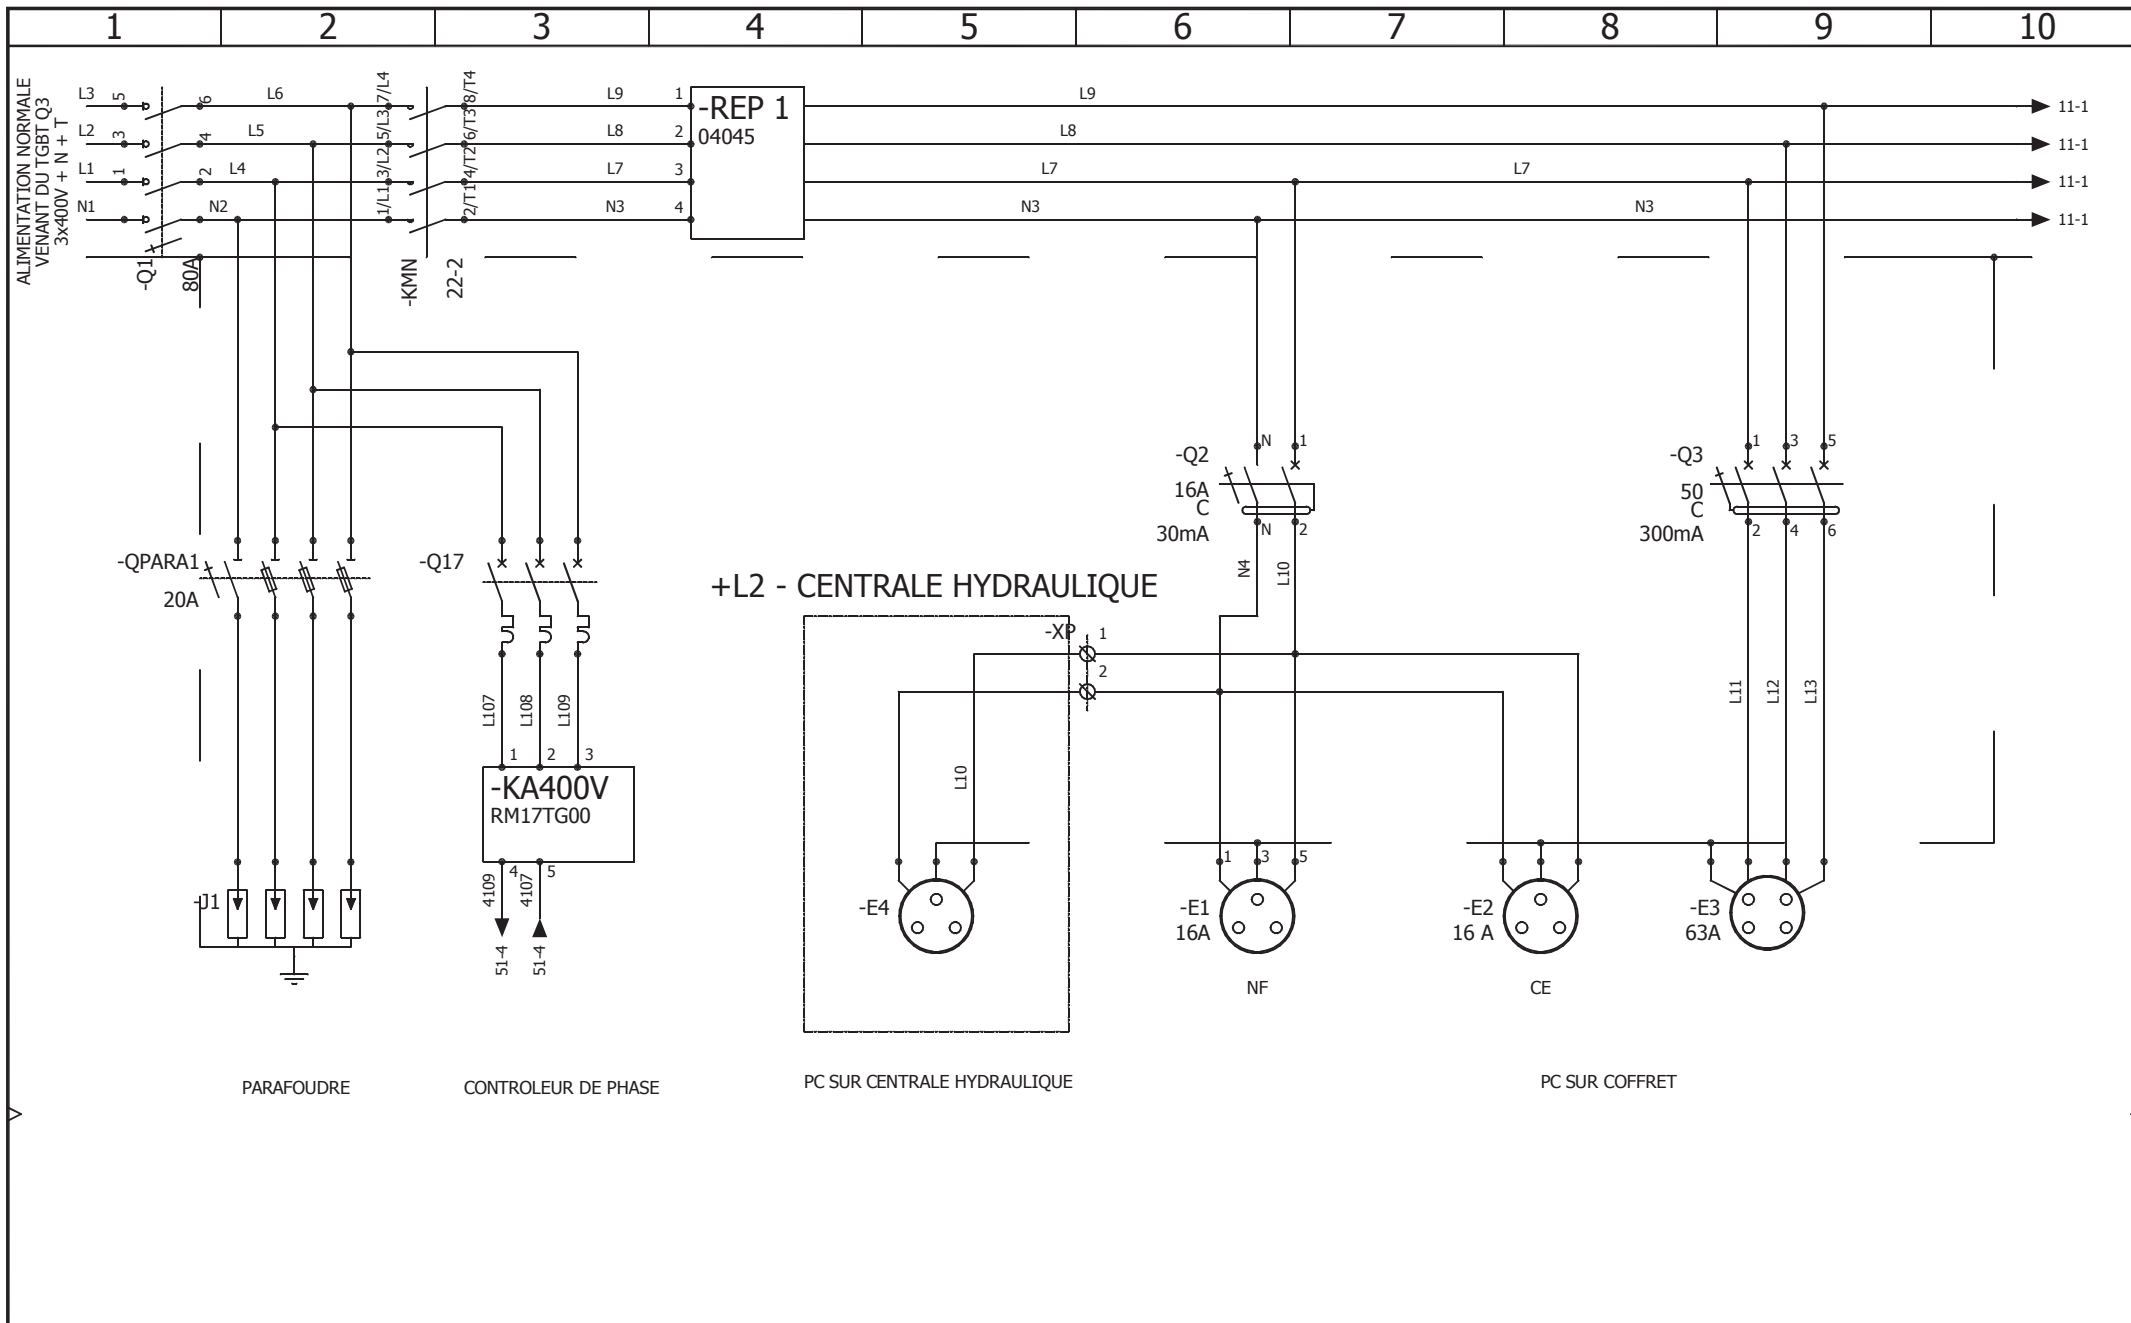 1 2 3 4 5 6 7 8 9 10
ALIMENTATION NORMALE
VENANT DU TGBT Q3
3x400V + N + T
L3 5 6 L6 7/L4 8/T4 L9 1 L9 11-1
L2 3 4 L5 5/L3 6/T3 L8 2 L8 11-1
L1 1 2 L4 3/L2 4/T2 L7 3 L7 L7 11-1
N1 N2 1/L1 2/T1 N3 4 N3 N3 11-1
-REP 1
04045
-Q1
80A
-KMN
22-2
-Q2
16A
C
30mA
N 1
N 2
N4 L10
-Q3
50
C
300mA
1 3 5
2 4 6
L11 L12 L13
-QPARA1
20A
-Q17
L107 L108 L109
1 2 3
-KA400V
RM17TG00
4 5
4109 4107
51-4 51-4
-J1
+L2 - CENTRALE HYDRAULIQUE
-XP 1
2
L10
-E4
1 3 5
-E1
16A
NF
-E2
16 A
CE
-E3
63A
PARAFOUDRE
CONTROLEUR DE PHASE
PC SUR CENTRALE HYDRAULIQUE
PC SUR COFFRET